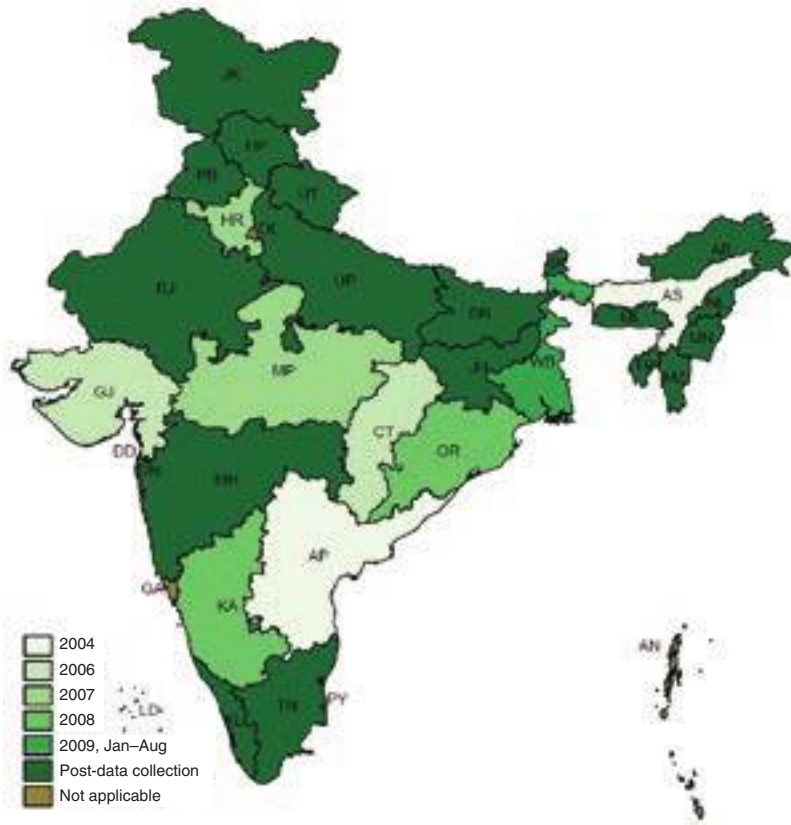 JK
HP
PB
UT
HR
RJ
UP
AR
AS
BR
GJ
MP
JH
WB
CT
OR
DD
MH
AP
GA
KA
AN
LD
TN
PY
2004
2006
2007
2008
2009, Jan–Aug
Post-data collection
Not applicable